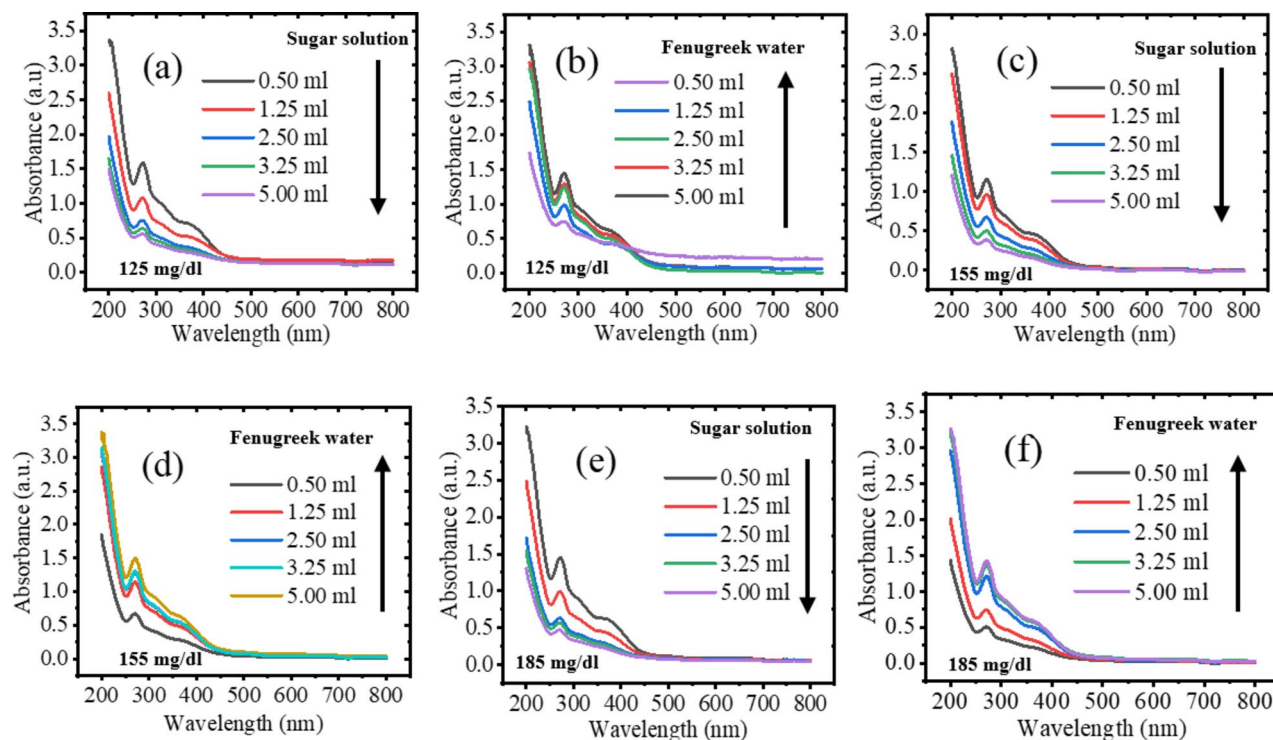 3.5
3.0
2.5
2.0
1.5
1.0
0.5
0.0
Absorbance (a.u)
(a)
Sugar solution
0.50 ml
1.25 ml
2.50 ml
3.25 ml
5.00 ml
125 mg/dl
200 300 400 500 600 700 800
Wavelength (nm)
3.5
3.0
2.5
2.0
1.5
1.0
0.5
0.0
Absorbance (a.u.)
(b)
Fenugreek water
0.50 ml
1.25 ml
2.50 ml
3.25 ml
5.00 ml
125 mg/dl
200 300 400 500 600 700 800
Wavelength (nm)
3.0
2.5
2.0
1.5
1.0
0.5
0.0
Absorbance (a.u.)
(c)
Sugar solution
0.50 ml
1.25 ml
2.50 ml
3.25 ml
5.00 ml
155 mg/dl
200 300 400 500 600 700 800
Wavelength (nm)
3.5
3.0
2.5
2.0
1.5
1.0
0.5
0.0
Absorbance (a.u.)
(d)
Fenugreek water
0.50 ml
1.25 ml
2.50 ml
3.25 ml
5.00 ml
155 mg/dl
200 300 400 500 600 700 800
Wavelength (nm)
3.5
3.0
2.5
2.0
1.5
1.0
0.5
0.0
Absorbance (a.u.)
(e)
Sugar solution
0.50 ml
1.25 ml
2.50 ml
3.25 ml
5.00 ml
185 mg/dl
200 300 400 500 600 700 800
Wavelength (nm)
3.5
3.0
2.5
2.0
1.5
1.0
0.5
0.0
Absorbance (a.u.)
(f)
Fenugreek water
0.50 ml
1.25 ml
2.50 ml
3.25 ml
5.00 ml
185 mg/dl
200 300 400 500 600 700 800
Wavelength (nm)